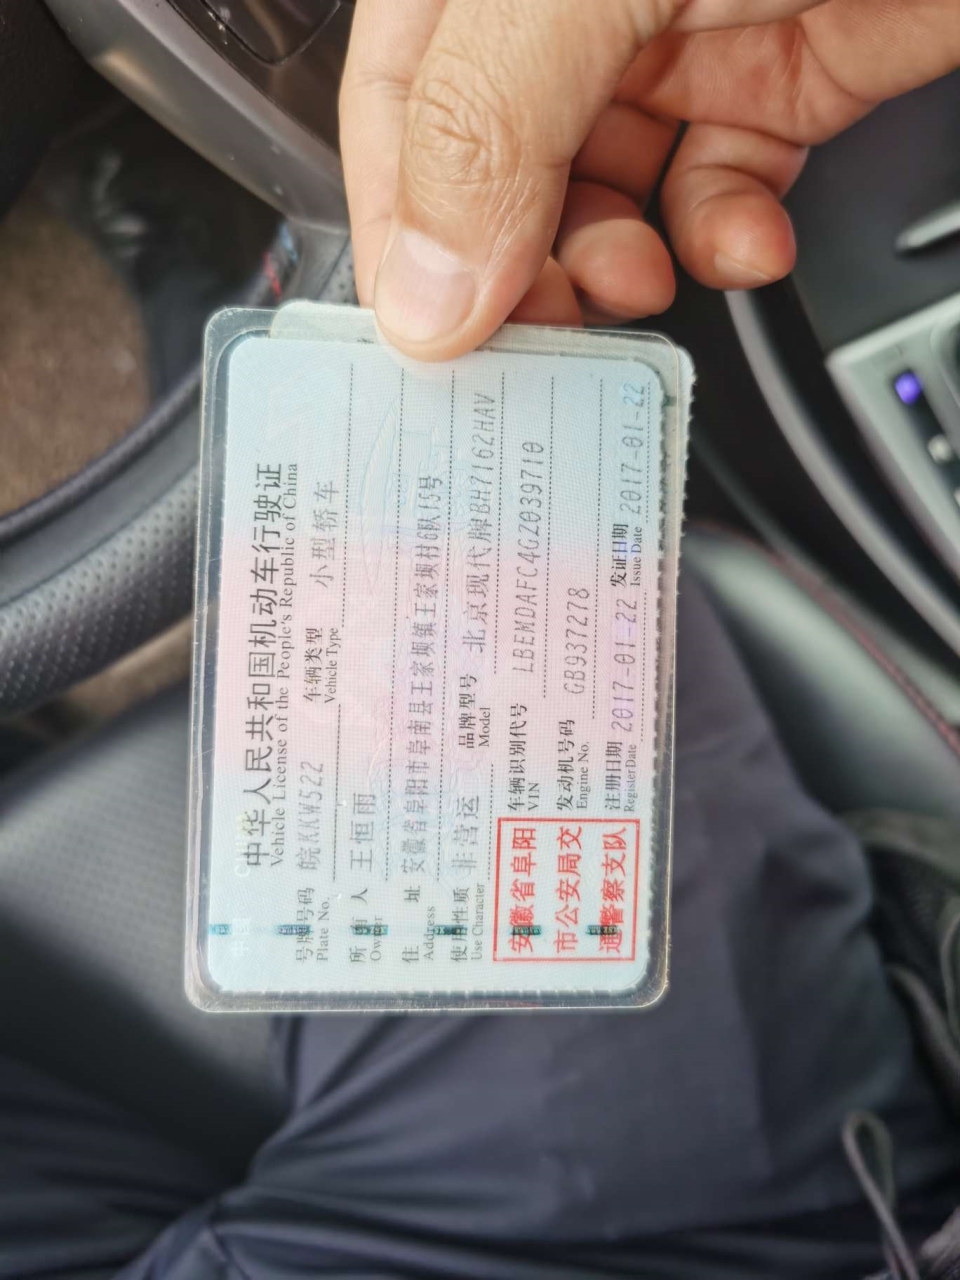 中华人民共和国机动车行驶证
Vehicle License of the People's Republic of China
号牌号码 皖KKW522 车辆类型 小型轿车
Plate No. Vehicle Type
所有人 王恒雨
Owner
住址 安徽省阜阳市阜南县王家坝镇王家坝村6队15号
Address
使用性质 非营运 品牌型号 北京现代牌BH7162HAV
Use Character Model
安徽省阜阳
市公安局交
通警察支队
车辆识别代号 LBEMDAFC4GZ039710
VIN
发动机号码 GB937278
Engine No.
注册日期 2017-01-22 发证日期 2017-01-22
Register Date Issue Date